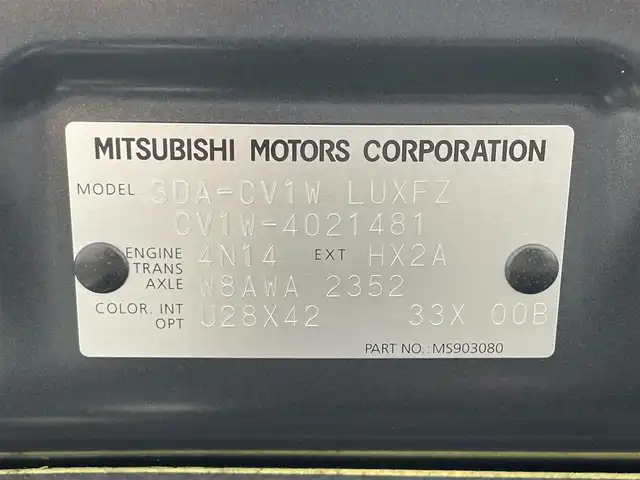 MITSUBISHI MOTORS CORPORATION
MODEL 3DA-CV1W LUXFZ
CV1W-4021481
ENGINE 4N14 EXT HX2A
TRANS
AXLE W8AWA 2352
COLOR. INT U28X42 33X 00B
OPT
PART NO.: MS903080